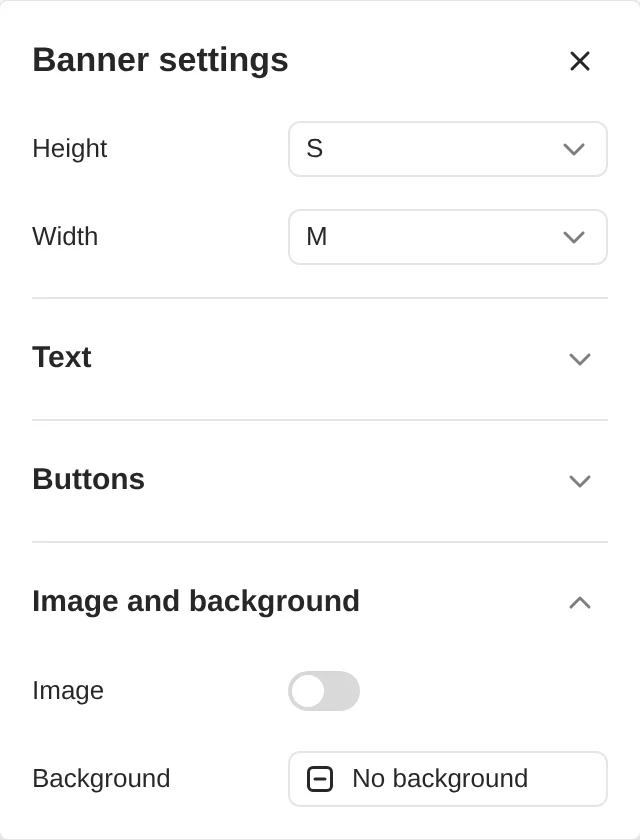 Banner settings
Height S
Width M
Text
Buttons
Image and background
Image
Background No background